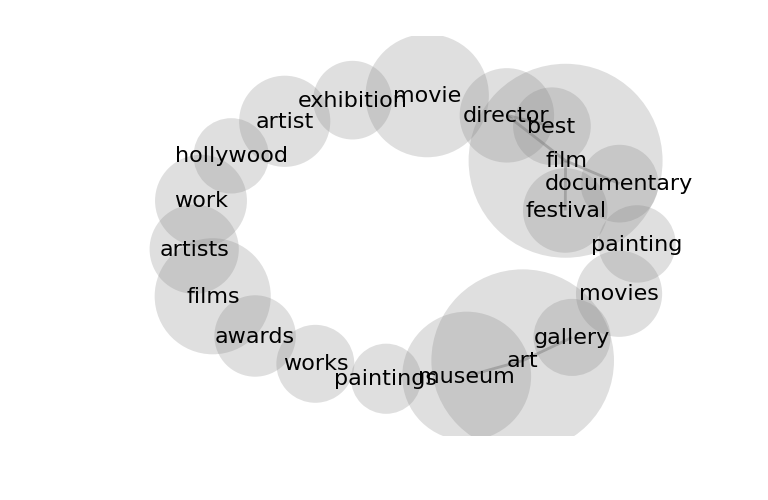 movie
exhibition
director
artist
best
hollywood
film
documentary
work
festival
painting
artists
movies
films
awards
gallery
art
works
museum
paintings